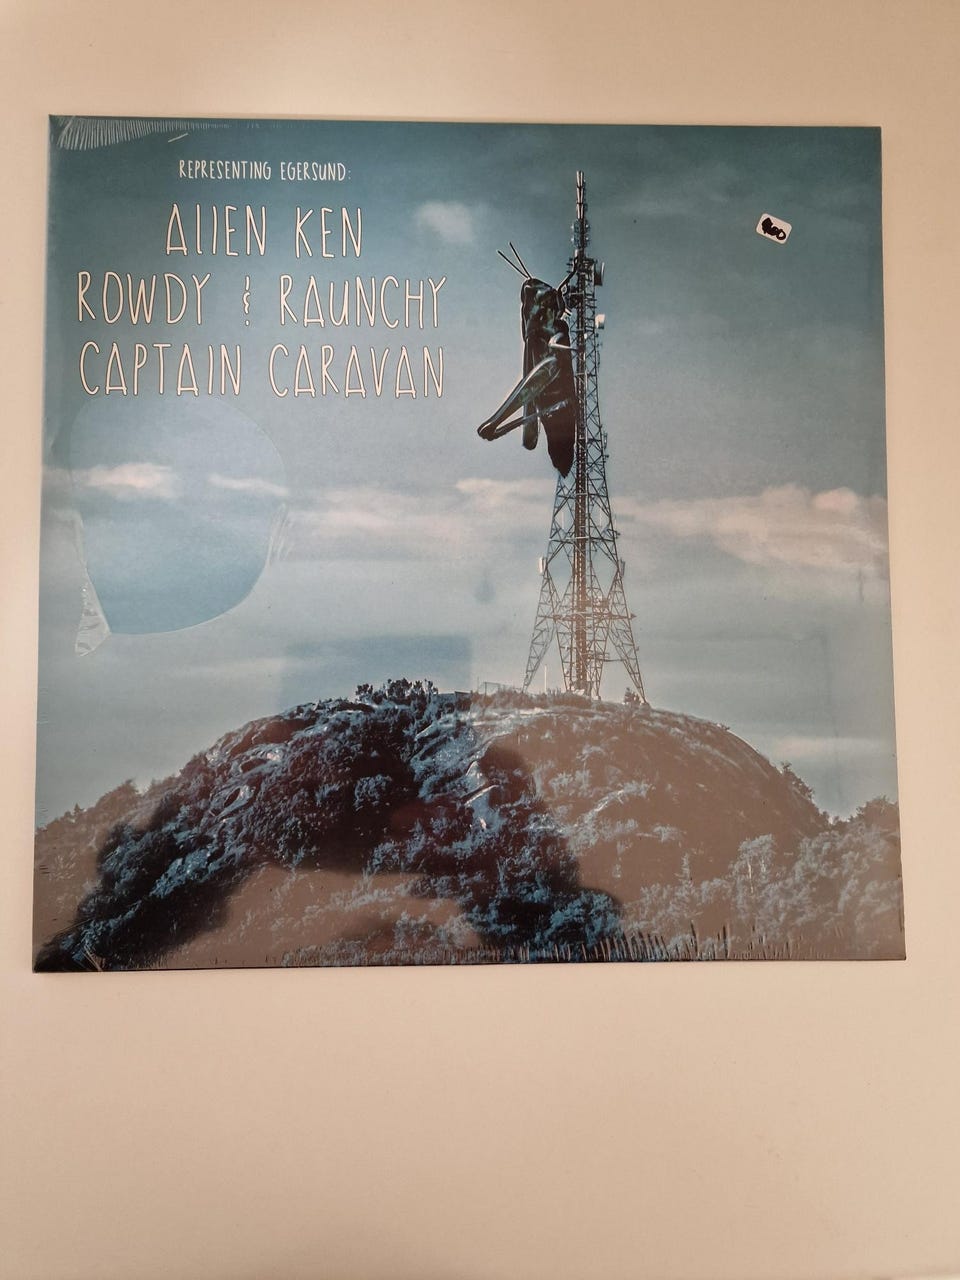 REPRESENTING EGERSUND:
ALIEN KEN
ROWDY & RAUNCHY
CAPTAIN CARAVAN